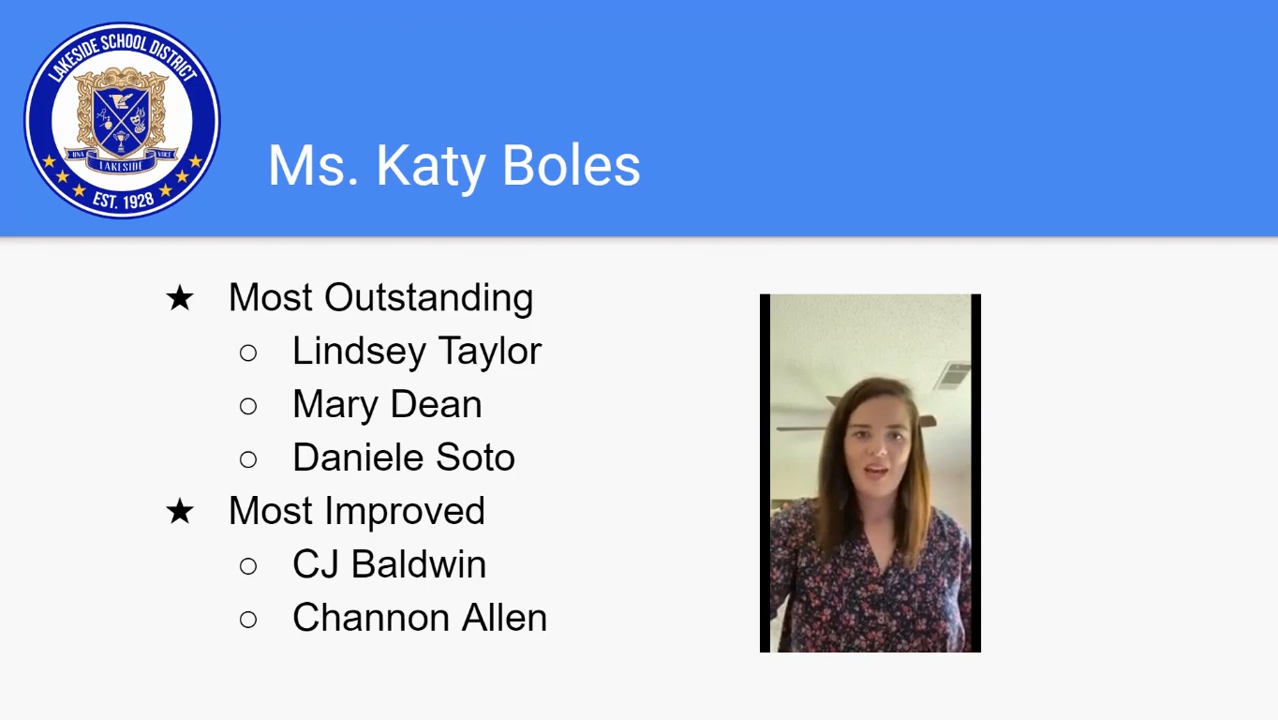 LAKESIDE SCHOOL DISTRICT
LAKESIDE
EST. 1928
Ms. Katy Boles
★ Most Outstanding
○ Lindsey Taylor
○ Mary Dean
○ Daniele Soto
★ Most Improved
○ CJ Baldwin
○ Channon Allen